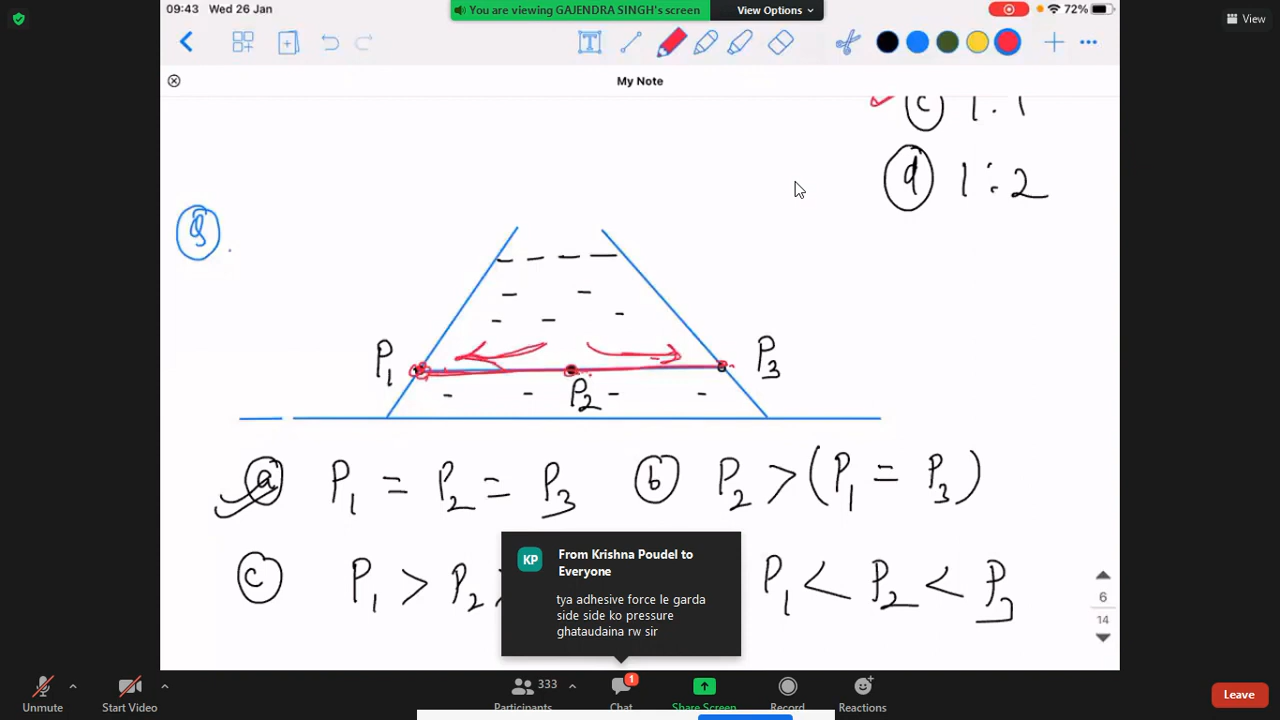 09:43 Wed 26 Jan
You are viewing GAJENDRA SINGH's screen
View Options
72%
View
My Note
(c) 1 : 1
(d) 1 : 2
Q
P1
P2
P3
(a) P1 = P2 = P3 (b) P2 > (P1 = P3)
(c) P1 > P2 P1 < P2 < P3
KP
From Krishna Poudel to
Everyone
tya adhesive force le garda
side side ko pressure
ghataudaina rw sir
6
14
Unmute
Start Video
333
Participants
1
Chat
Share Screen
Record
Reactions
Leave